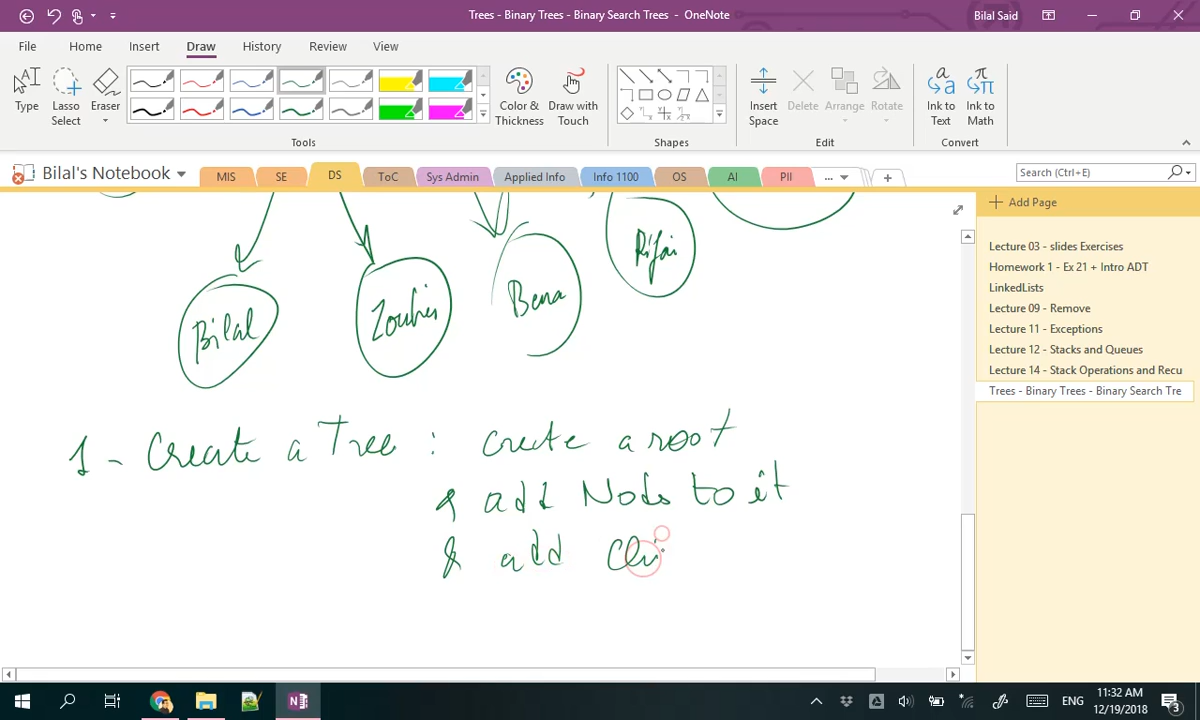 Trees - Binary Trees - Binary Search Trees - OneNote
Bilal Said
File Home Insert Draw History Review View
Type
Lasso Select
Eraser
Color & Thickness
Draw with Touch
Insert Space
Delete
Arrange
Rotate
Ink to Text
Ink to Math
Tools
Shapes
Edit
Convert
Bilal's Notebook
MIS SE DS ToC Sys Admin Applied Info Info 1100 OS AI PII ...
Search (Ctrl+E)
Add Page
Lecture 03 - slides Exercises
Homework 1 - Ex 21 + Intro ADT
LinkedLists
Lecture 09 - Remove
Lecture 11 - Exceptions
Lecture 12 - Stacks and Queues
Lecture 14 - Stack Operations and Recu
Trees - Binary Trees - Binary Search Tre
Bilal
Rifai
1 - Create a Tree : create a root
& add Nodes to it
& add Chi
ENG
11:32 AM
12/19/2018
3